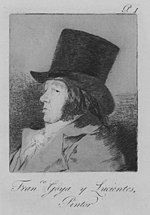 P. 1.
Fran.co Goya y Lucientes,
Pintor